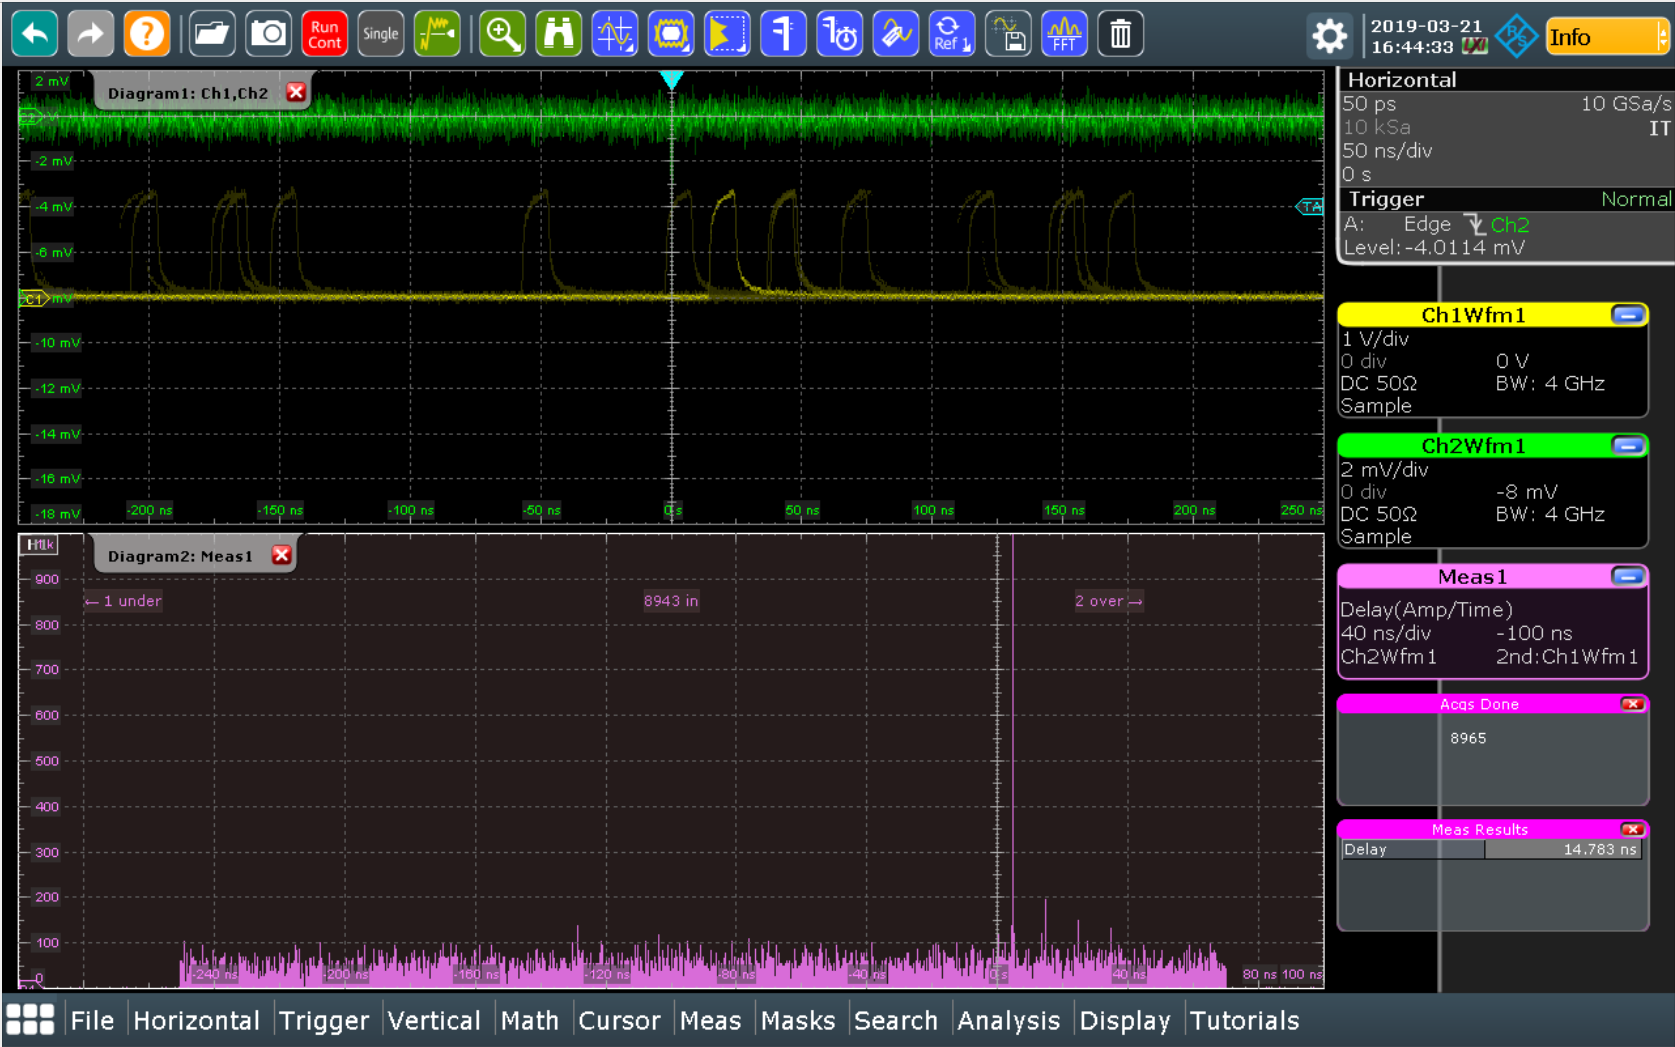 Run Cont
Single
Ref 1
FFT
2019-03-21
16:44:33 LXI
R&S
Info
Diagram1: Ch1,Ch2
2 mV
C2
-2 mV
-4 mV
TA
-6 mV
C1 mV
-10 mV
-12 mV
-14 mV
-16 mV
-18 mV
-200 ns
-150 ns
-100 ns
-50 ns
0 s
50 ns
100 ns
150 ns
200 ns
250 ns
Diagram2: Meas1
900
← 1 under
8943 in
2 over →
800
700
600
500
400
300
200
100
0
-240 ns
-200 ns
-160 ns
-120 ns
-80 ns
-40 ns
0 s
40 ns
80 ns
100 ns
Horizontal
50 ps 10 GSa/s
10 kSa IT
50 ns/div
0 s
Trigger Normal
A: Edge Ch2
Level:-4.0114 mV
Ch1Wfm1
1 V/div
0 div 0 V
DC 50Ω BW: 4 GHz
Sample
Ch2Wfm1
2 mV/div
0 div -8 mV
DC 50Ω BW: 4 GHz
Sample
Meas1
Delay(Amp/Time)
40 ns/div -100 ns
Ch2Wfm1 2nd:Ch1Wfm1
Acqs Done
8965
Meas Results
Delay 14.783 ns
File Horizontal Trigger Vertical Math Cursor Meas Masks Search Analysis Display Tutorials